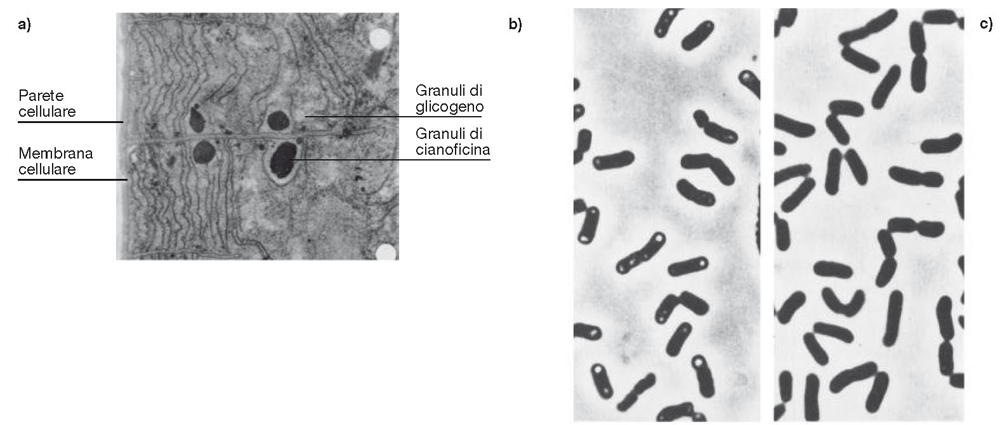 a)
Parete
cellulare
Membrana
cellulare
Granuli di
glicogeno
Granuli di
cianoficina
b)
c)